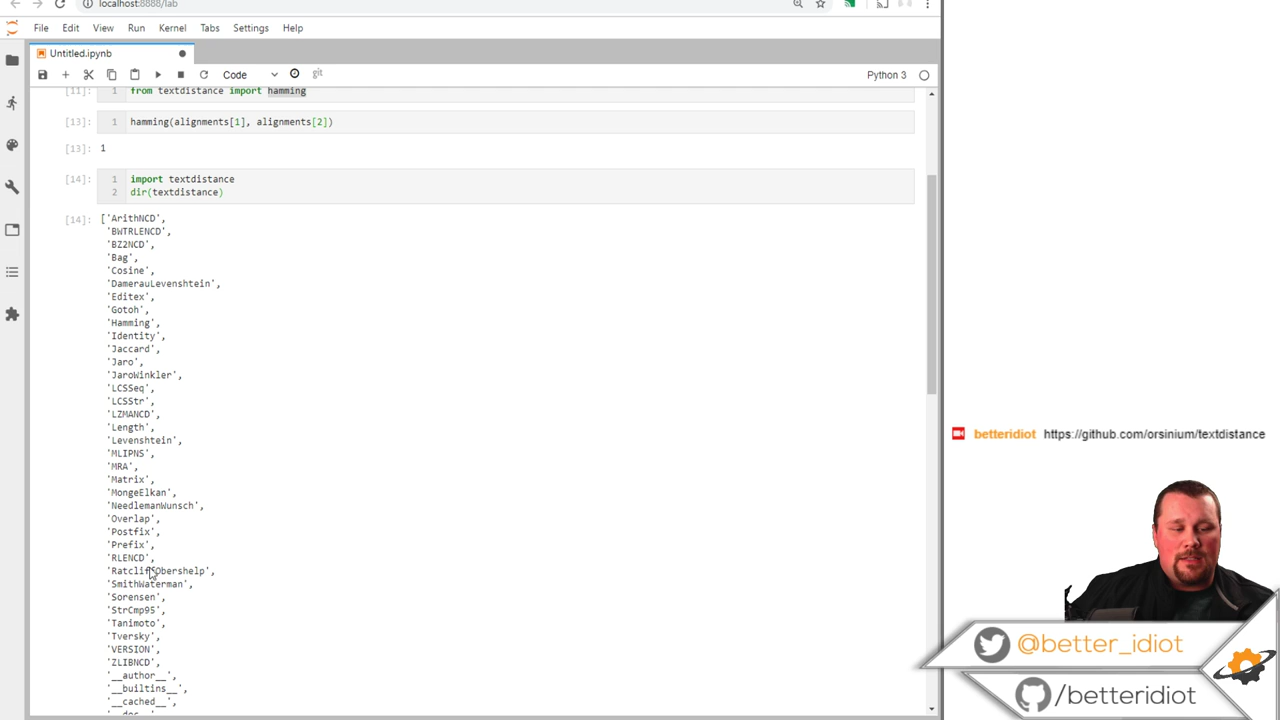 localhost:8888/lab
File Edit View Run Kernel Tabs Settings Help
Untitled.ipynb
Code git Python 3
[11]: 1 from textdistance import hamming
[13]: 1 hamming(alignments[1], alignments[2])
[13]: 1
[14]: 1 import textdistance
2 dir(textdistance)
[14]: ['ArithNCD',
'BWTRLENCD',
'BZ2NCD',
'Bag',
'Cosine',
'DamerauLevenshtein',
'Editex',
'Gotoh',
'Hamming',
'Identity',
'Jaccard',
'Jaro',
'JaroWinkler',
'LCSSeq',
'LCSStr',
'LZMANCD',
'Length',
'Levenshtein',
'MLIPNS',
'MRA',
'Matrix',
'MongeElkan',
'NeedlemanWunsch',
'Overlap',
'Postfix',
'Prefix',
'RLENCD',
'RatcliffObershelp',
'SmithWaterman',
'Sorensen',
'StrCmp95',
'Tanimoto',
'Tversky',
'VERSION',
'ZLIBNCD',
'__author__',
'__builtins__',
'__cached__',
betteridiot https://github.com/orsinium/textdistance
@better_idiot
/betteridiot